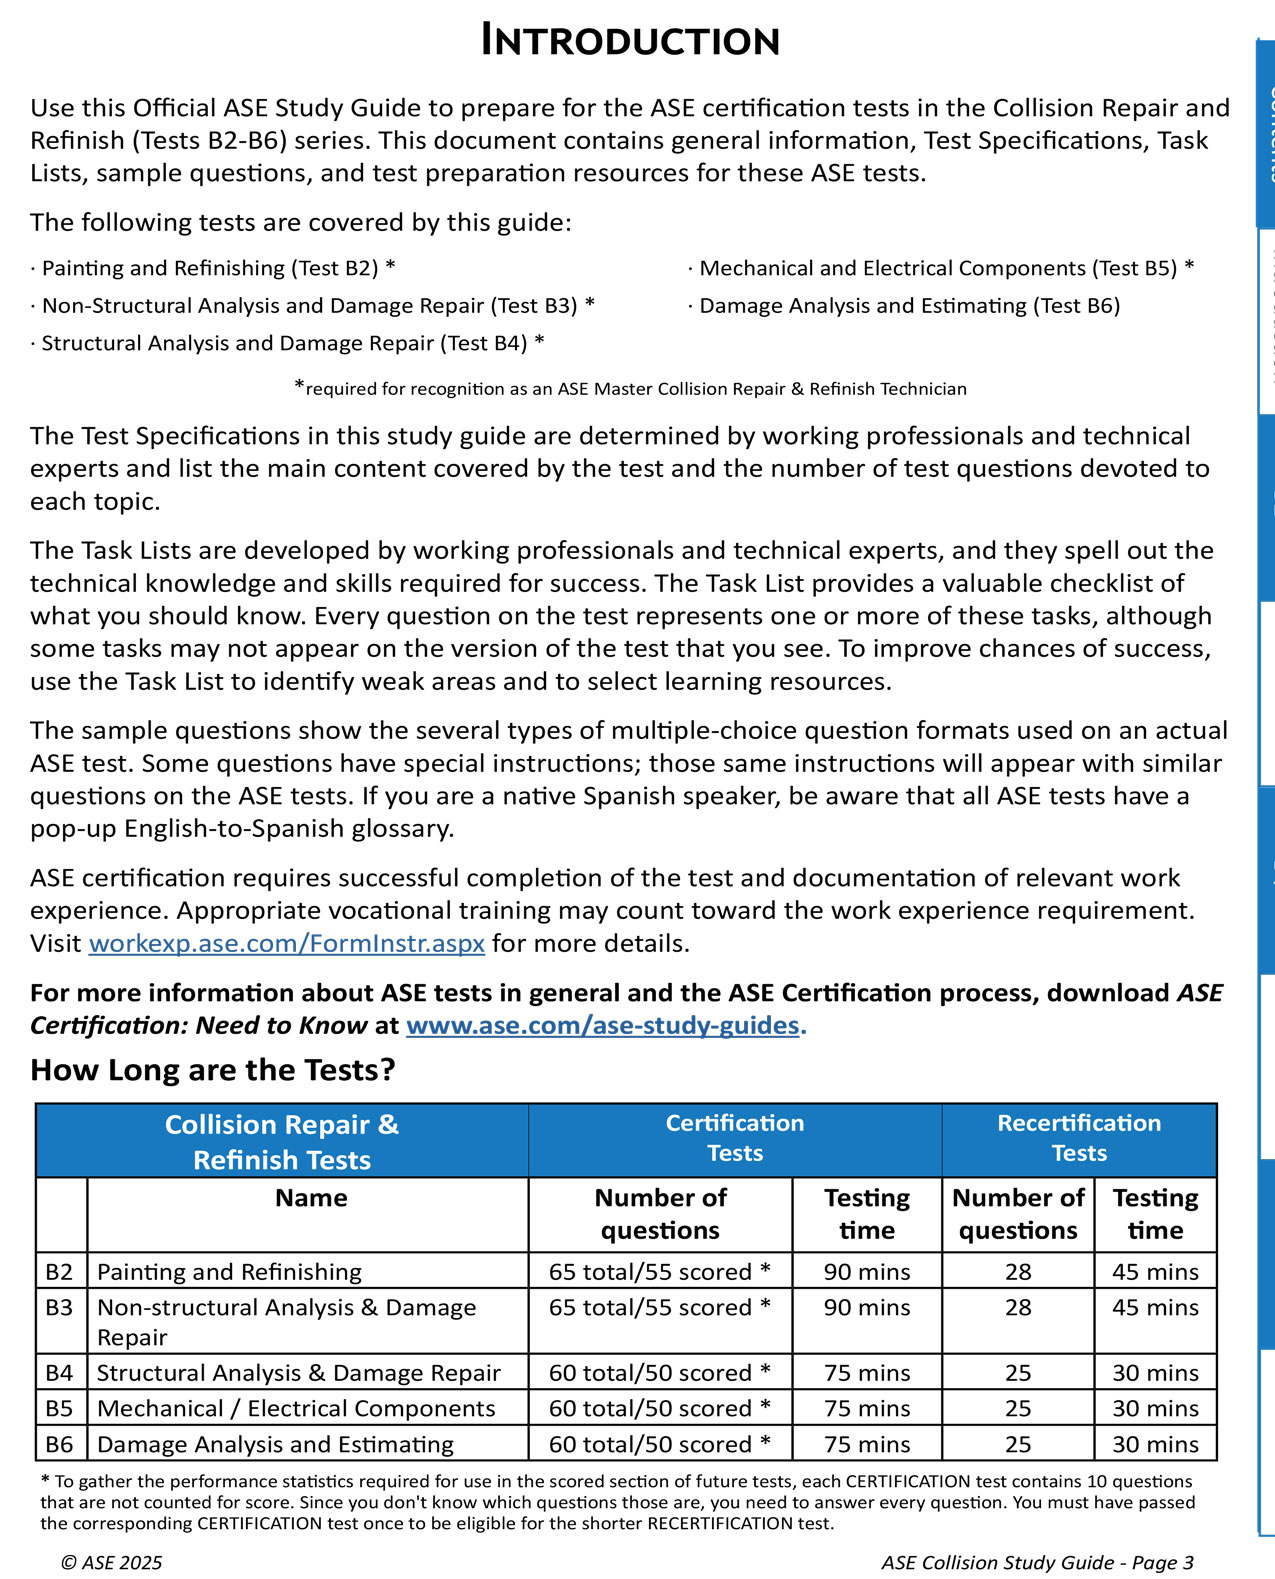 INTRODUCTION
Use this Official ASE Study Guide to prepare for the ASE certification tests in the Collision Repair and
Refinish (Tests B2-B6) series. This document contains general information, Test Specifications, Task
Lists, sample questions, and test preparation resources for these ASE tests.
The following tests are covered by this guide:
· Painting and Refinishing (Test B2) *
· Non-Structural Analysis and Damage Repair (Test B3) *
· Structural Analysis and Damage Repair (Test B4) *
· Mechanical and Electrical Components (Test B5) *
· Damage Analysis and Estimating (Test B6)
*required for recognition as an ASE Master Collision Repair & Refinish Technician
The Test Specifications in this study guide are determined by working professionals and technical
experts and list the main content covered by the test and the number of test questions devoted to
each topic.
The Task Lists are developed by working professionals and technical experts, and they spell out the
technical knowledge and skills required for success. The Task List provides a valuable checklist of
what you should know. Every question on the test represents one or more of these tasks, although
some tasks may not appear on the version of the test that you see. To improve chances of success,
use the Task List to identify weak areas and to select learning resources.
The sample questions show the several types of multiple-choice question formats used on an actual
ASE test. Some questions have special instructions; those same instructions will appear with similar
questions on the ASE tests. If you are a native Spanish speaker, be aware that all ASE tests have a
pop-up English-to-Spanish glossary.
ASE certification requires successful completion of the test and documentation of relevant work
experience. Appropriate vocational training may count toward the work experience requirement.
Visit workexp.ase.com/FormInstr.aspx for more details.
For more information about ASE tests in general and the ASE Certification process, download ASE
Certification: Need to Know at www.ase.com/ase-study-guides.
How Long are the Tests?
Collision Repair &
Refinish Tests
Certification
Tests
Recertification
Tests
Name
Number of
questions
Testing
time
Number of
questions
Testing
time
B2 Painting and Refinishing 65 total/55 scored * 90 mins 28 45 mins
B3 Non-structural Analysis & Damage 65 total/55 scored * 90 mins 28 45 mins
Repair
B4 Structural Analysis & Damage Repair 60 total/50 scored * 75 mins 25 30 mins
B5 Mechanical / Electrical Components 60 total/50 scored * 75 mins 25 30 mins
B6 Damage Analysis and Estimating 60 total/50 scored * 75 mins 25 30 mins
* To gather the performance statistics required for use in the scored section of future tests, each CERTIFICATION test contains 10 questions
that are not counted for score. Since you don't know which questions those are, you need to answer every question. You must have passed
the corresponding CERTIFICATION test once to be eligible for the shorter RECERTIFICATION test.
© ASE 2025
ASE Collision Study Guide - Page 3